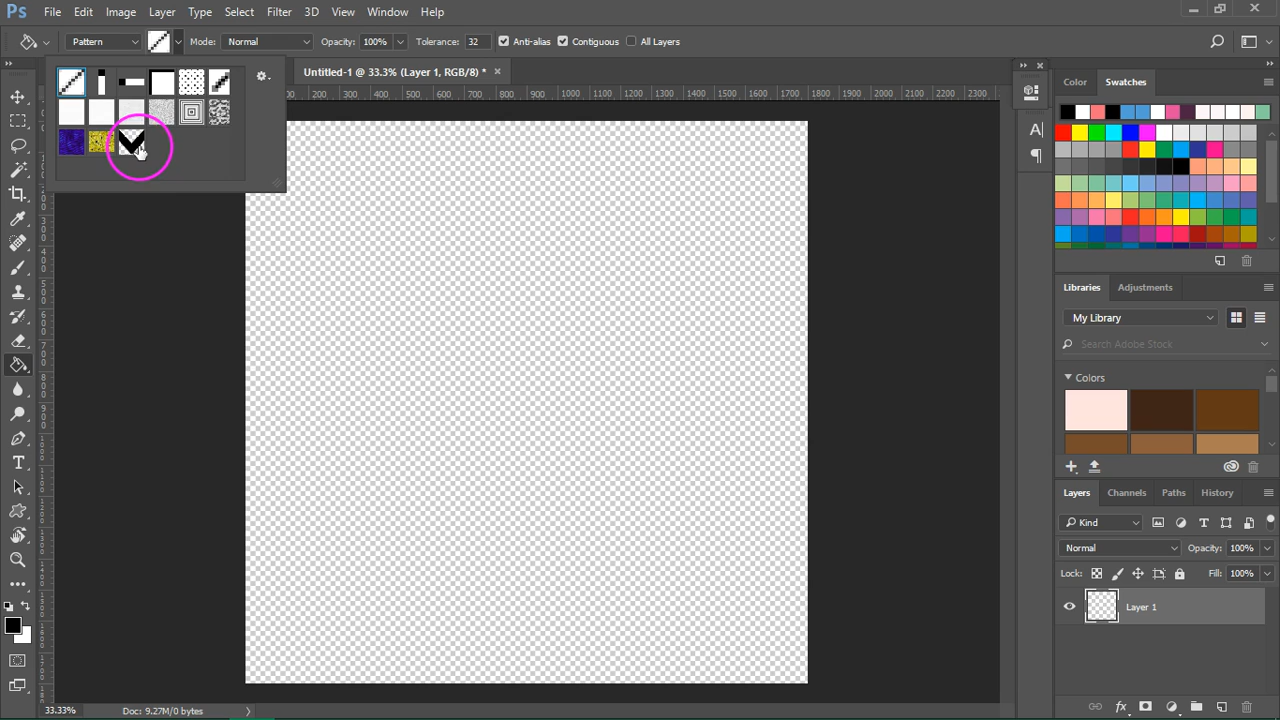 Ps File Edit Image Layer Type Select Filter 3D View Window Help
Pattern Mode: Normal Opacity: 100% Tolerance: 32 Anti-alias Contiguous All Layers
Untitled-1 @ 33.3% (Layer 1, RGB/8) *
200 300 400 500 600 700 800 900 1000 1100 1200 1300 1400 1500 1600 1700 1800 1900 2000 2100 2200 2300
Color Swatches
Libraries Adjustments
My Library
Search Adobe Stock
Colors
Layers Channels Paths History
Kind
Normal Opacity: 100%
Lock: Fill: 100%
Layer 1
33.33% Doc: 9.27M/0 bytes